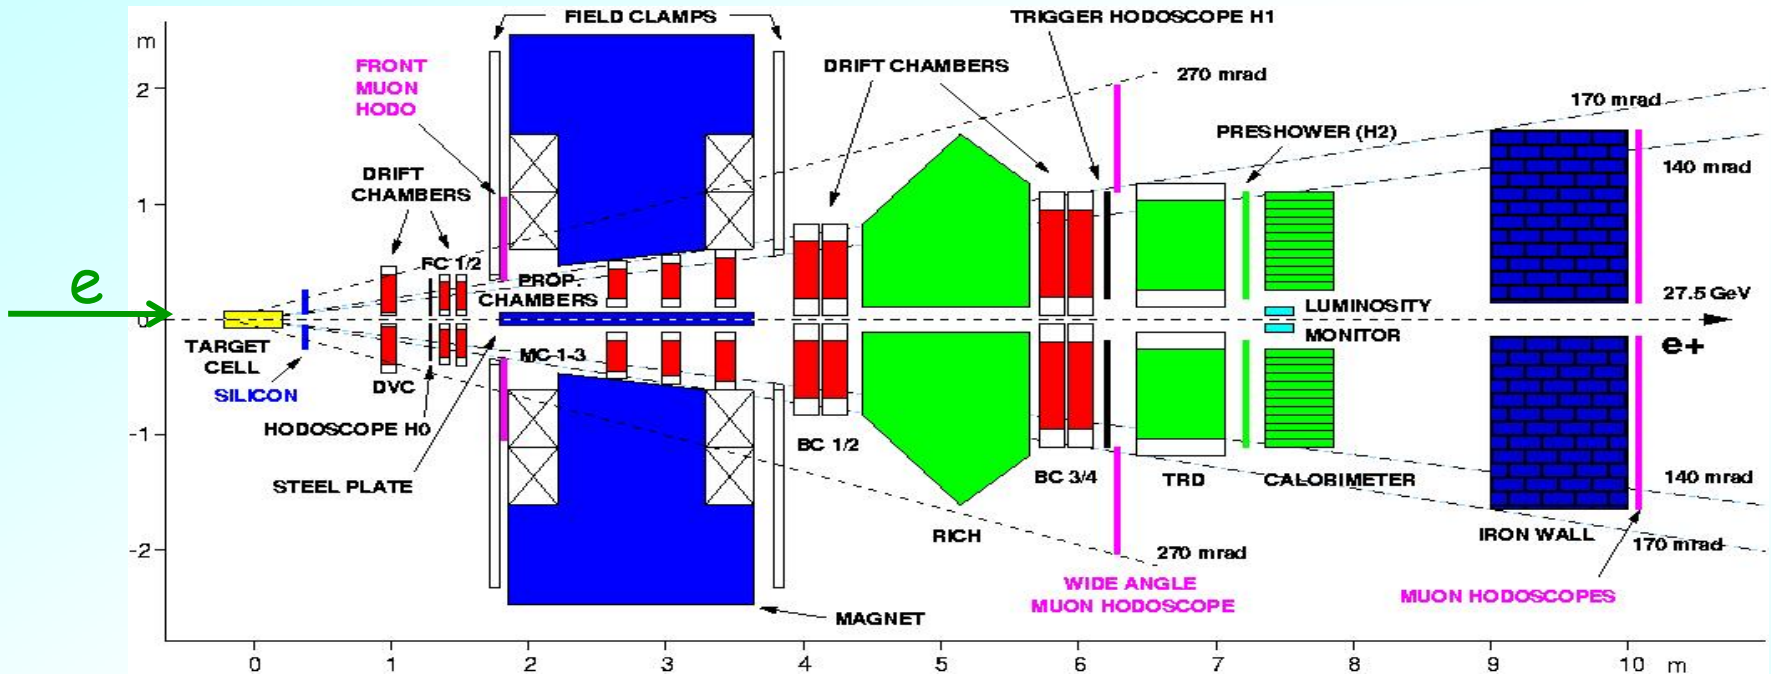 FIELD CLAMPS
TRIGGER HODOSCOPE H1
m
FRONT
MUON
HODO
DRIFT CHAMBERS
270 mrad
2
170 mrad
PRESHOWER (H2)
140 mrad
DRIFT
CHAMBERS
1
FC 1/2
e
PROP.
CHAMBERS
27.5 GeV
LUMINOSITY
MONITOR
0
e+
TARGET
CELL
MC 1-3
SILICON
DVC
HODOSCOPE H0
-1
BC 1/2
STEEL PLATE
BC 3/4
TRD
CALORIMETER
140 mrad
RICH
IRON WALL
170 mrad
-2
270 mrad
WIDE ANGLE
MUON HODOSCOPE
MUON HODOSCOPES
MAGNET
0 1 2 3 4 5 6 7 8 9 10 m